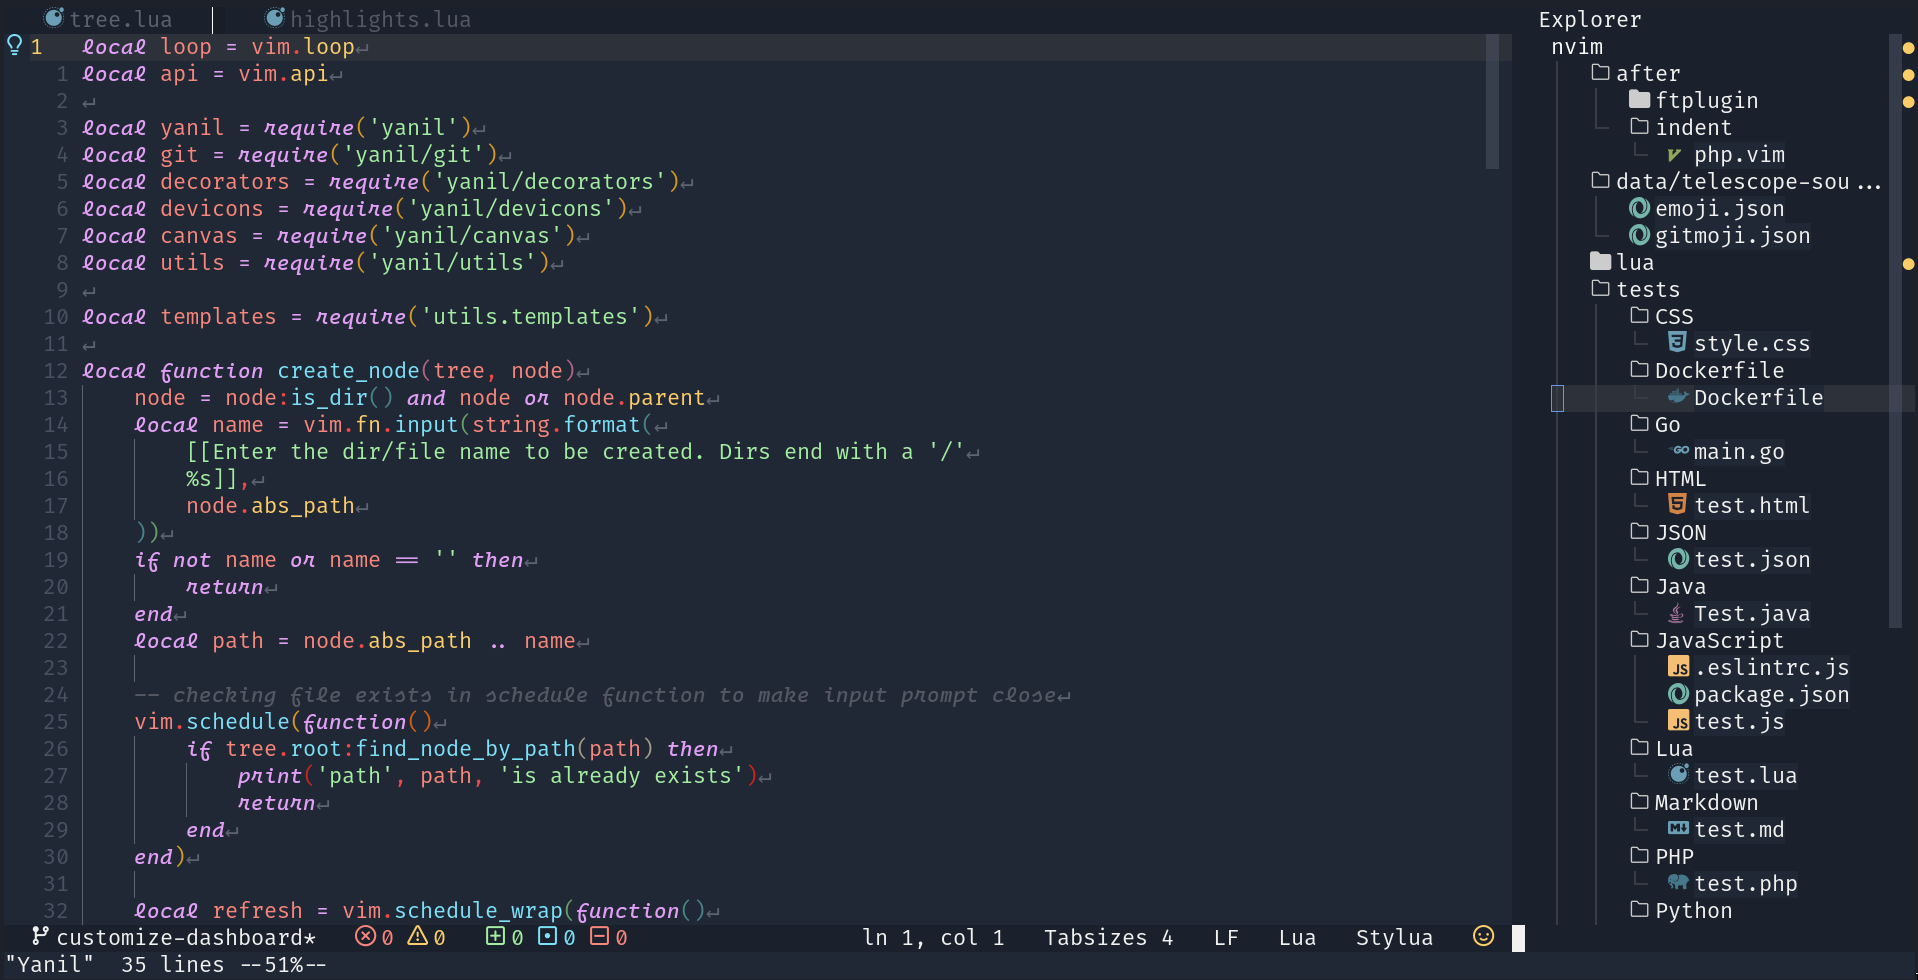 tree.lua highlights.lua
1 local loop = vim.loop↵
1 local api = vim.api↵
2 ↵
3 local yanil = require('yanil')↵
4 local git = require('yanil/git')↵
5 local decorators = require('yanil/decorators')↵
6 local devicons = require('yanil/devicons')↵
7 local canvas = require('yanil/canvas')↵
8 local utils = require('yanil/utils')↵
9 ↵
10 local templates = require('utils.templates')↵
11 ↵
12 local function create_node(tree, node)↵
13 node = node:is_dir() and node or node.parent↵
14 local name = vim.fn.input(string.format(↵
15 [[Enter the dir/file name to be created. Dirs end with a '/'↵
16 %s]],↵
17 node.abs_path↵
18 ))↵
19 if not name or name == '' then↵
20 return↵
21 end↵
22 local path = node.abs_path .. name↵
23
24 -- checking file exists in schedule function to make input prompt close↵
25 vim.schedule(function()↵
26 if tree.root:find_node_by_path(path) then↵
27 print('path', path, 'is already exists')↵
28 return↵
29 end↵
30 end)↵
31
32 local refresh = vim.schedule_wrap(function()↵
customize-dashboard* 0 0 0 0 0 ln 1, col 1 Tabsizes 4 LF Lua Stylua
"Yanil" 35 lines --51%--
Explorer
nvim
after
ftplugin
indent
php.vim
data/telescope-sou...
emoji.json
gitmoji.json
lua
tests
CSS
style.css
Dockerfile
Dockerfile
Go
main.go
HTML
test.html
JSON
test.json
Java
Test.java
JavaScript
.eslintrc.js
package.json
test.js
Lua
test.lua
Markdown
test.md
PHP
test.php
Python